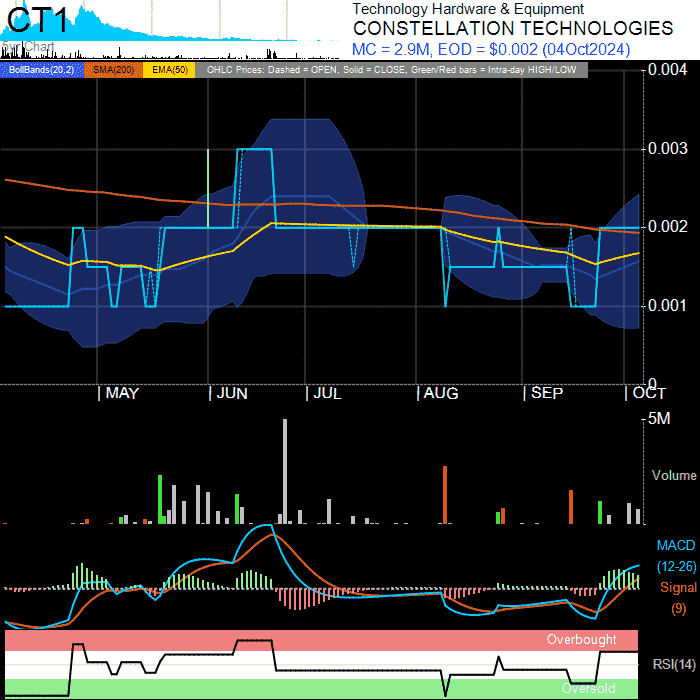 CT1
Technology Hardware & Equipment
CONSTELLATION TECHNOLOGIES
5yr Chart
MC = 2.9M, EOD = $0.002 (04Oct2024)
BollBands(20,2) SMA(200) EMA(50) OHLC Prices: Dashed = OPEN, Solid = CLOSE, Green/Red bars = Intra-day HIGH/LOW
0.004
0.003
0.002
0.001
0
MAY JUN JUL AUG SEP OCT
5M
Volume
MACD
(12-26)
Signal
(9)
Overbought
RSI(14)
Oversold